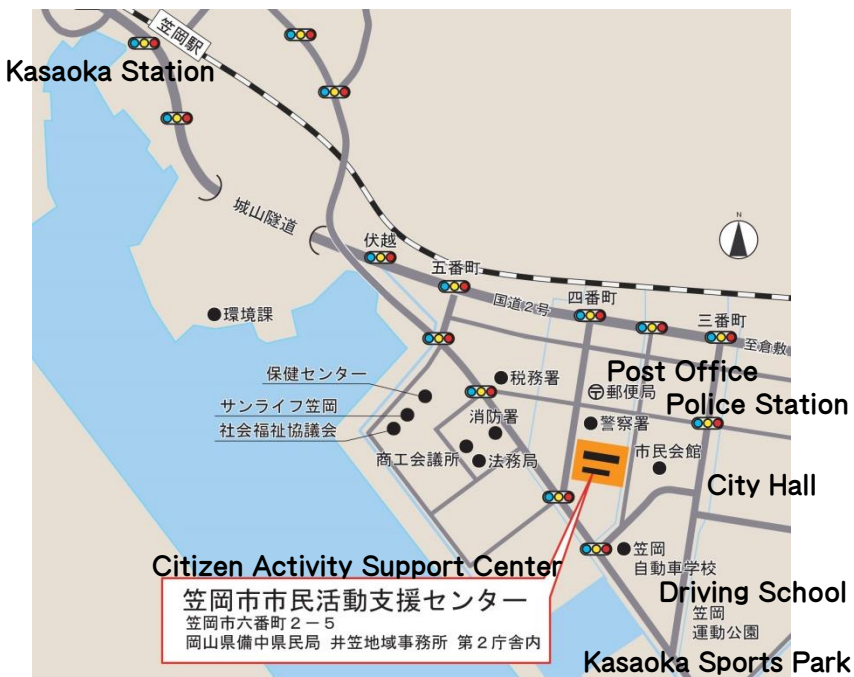 笠岡駅
Kasaoka Station
城山隧道
伏越
五番町
国道2号
四番町
三番町
至倉敷
N
環境課
保健センター
サンライフ笠岡
社会福祉協議会
税務署
消防署
商工会議所
法務局
Post Office
郵便局
Police Station
警察署
市民会館
City Hall
笠岡
自動車学校
Driving School
笠岡
運動公園
Kasaoka Sports Park
Citizen Activity Support Center
笠岡市市民活動支援センター
笠岡市六番町2−5
岡山県備中県民局 井笠地域事務所 第2庁舎内